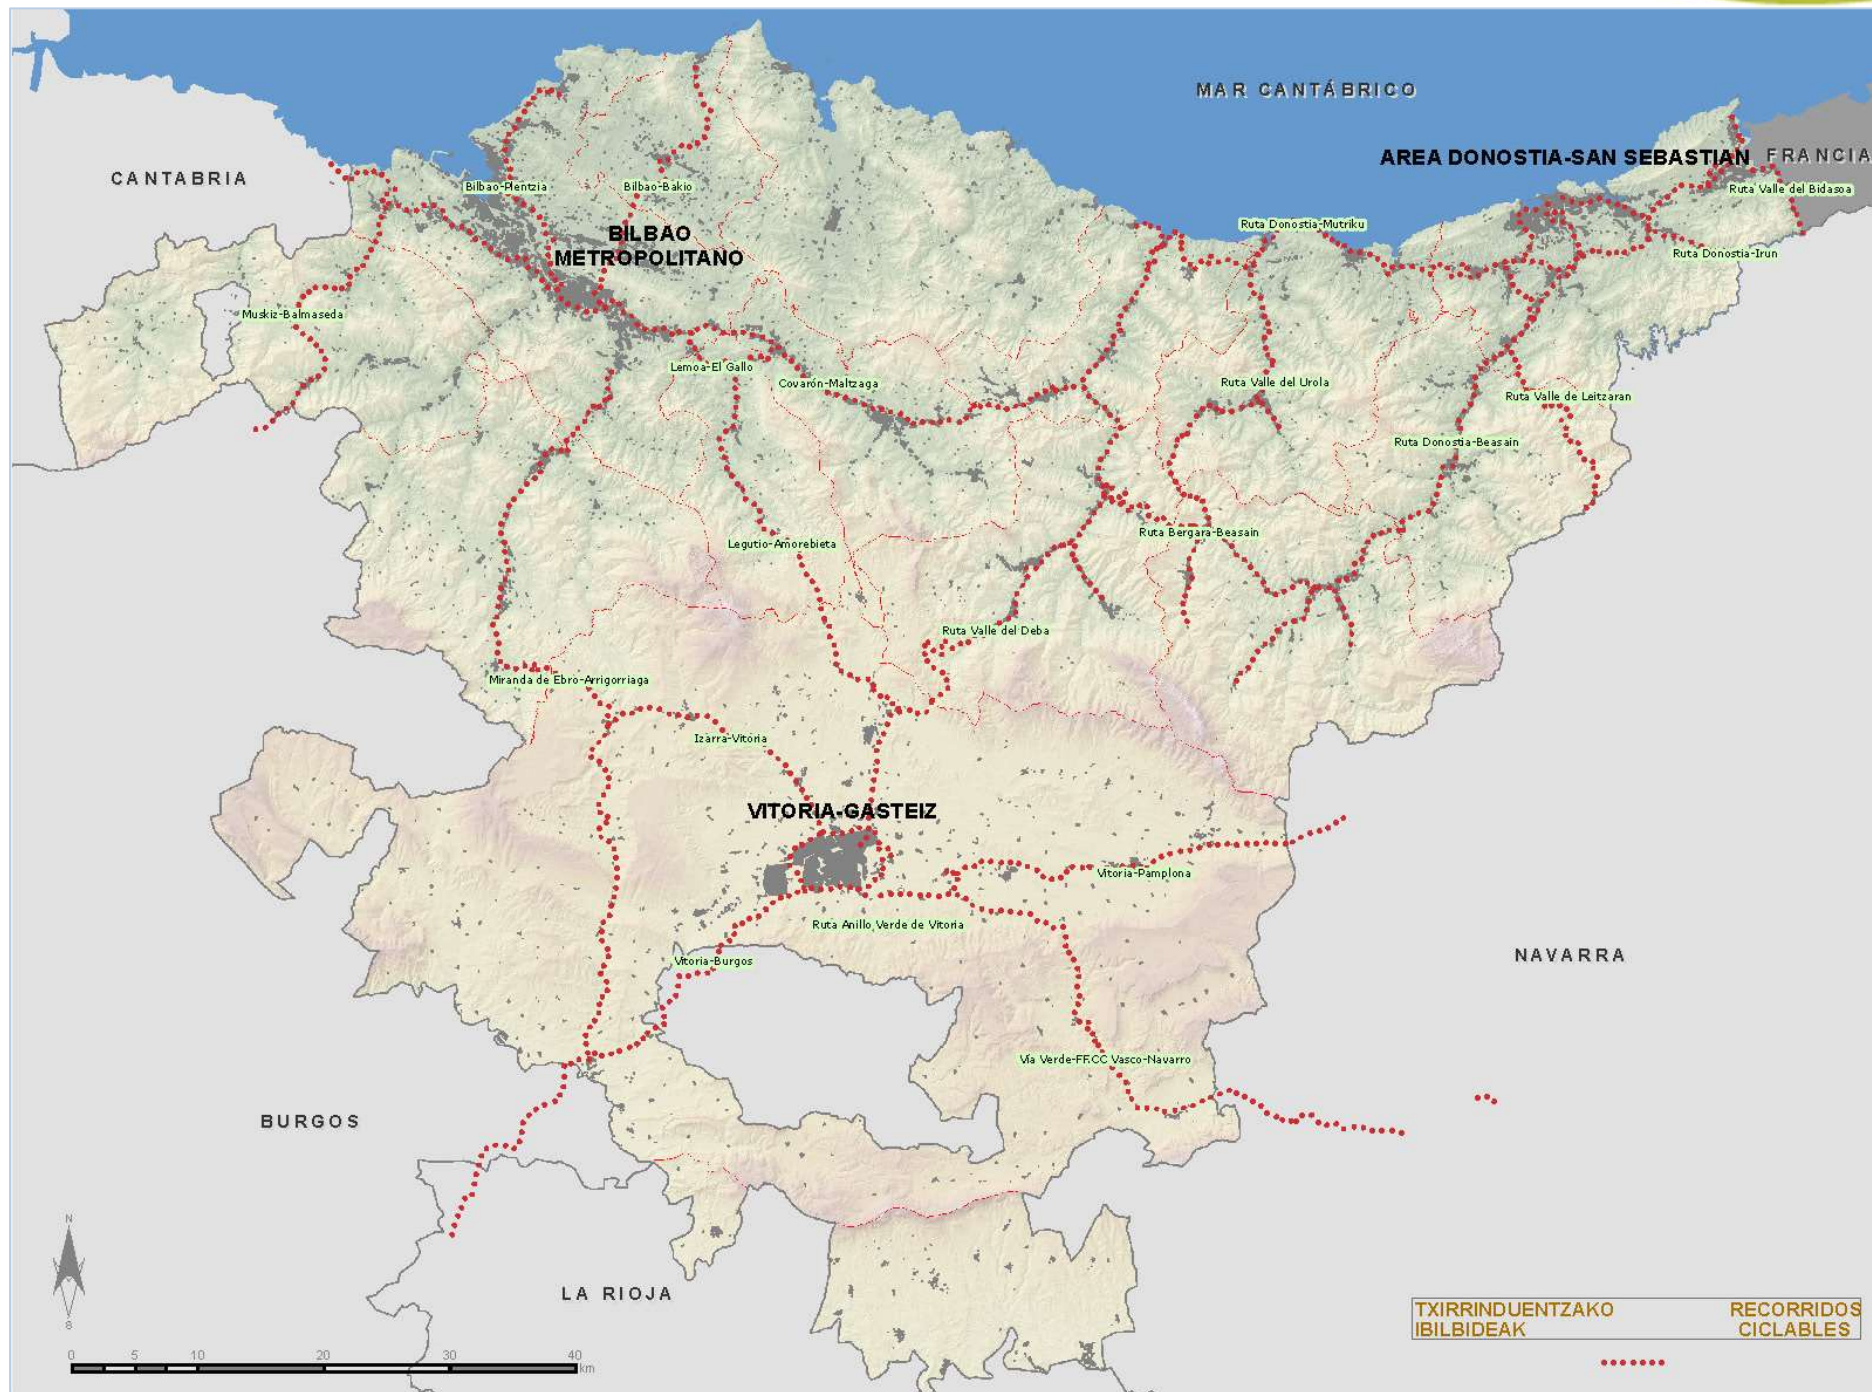 MAR CANTÁBRICO
CANTABRIA
AREA DONOSTIA-SAN SEBASTIAN
FRANCIA
Bilbao-Plentzia
Bilbao-Bakio
Ruta Valle del Bidasoa
BILBAO
METROPOLITANO
Ruta Donostia-Mutriku
Ruta Donostia-Irun
Muskiz-Balmaseda
Lemoa-El Gallo
Covarón-Maltzaga
Ruta Valle del Urola
Ruta Valle de Leitzaran
Ruta Donostia-Beasain
Legutio-Amorebieta
Ruta Bergara-Beasain
Ruta Valle del Deba
Miranda de Ebro-Arrigorriaga
Izarra-Vitoria
VITORIA-GASTEIZ
Vitoria-Pamplona
Ruta Anillo Verde de Vitoria
Vitoria-Burgos
NAVARRA
Vía Verde-FF.CC Vasco-Navarro
BURGOS
LA RIOJA
N
S
0 5 10 20 30 40
km
TXIRRINDUENTZAKO RECORRIDOS
IBILBIDEAK CICLABLES